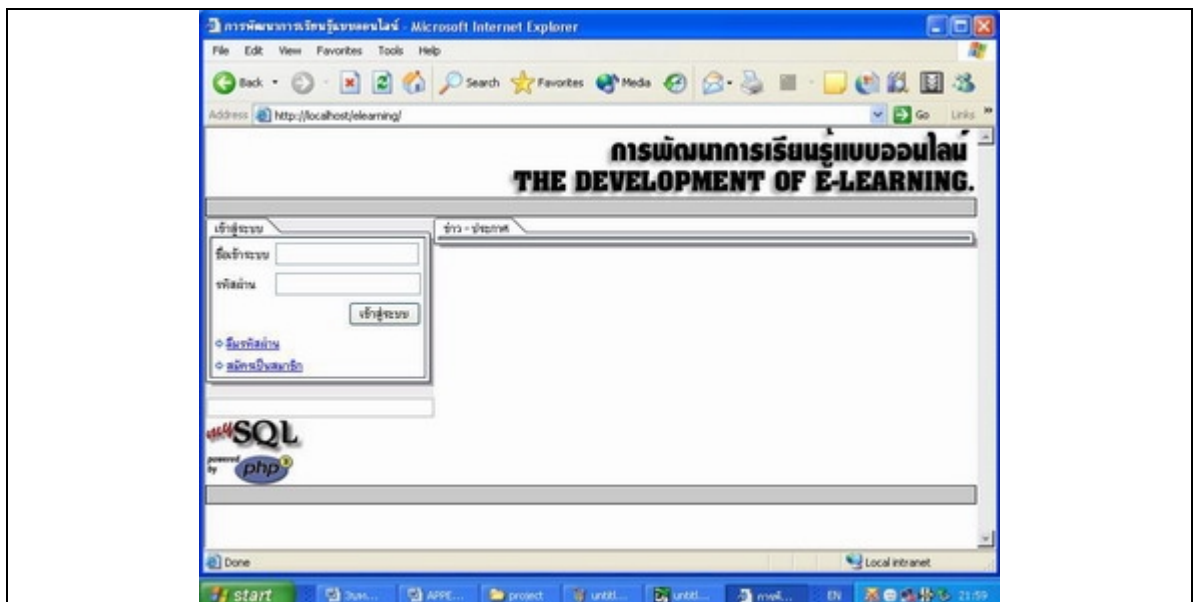 การพัฒนาการเรียนรู้แบบออนไลน์ - Microsoft Internet Explorer
File Edit View Favorites Tools Help
Back Search Favorites Media
Address http://localhost/elearning/ Go Links
การพัฒนาการเรียนรู้แบบออนไลน์
THE DEVELOPMENT OF E-LEARNING.
เข้าสู่ระบบ
ข่าว - ประกาศ
ชื่อเข้าระบบ
รหัสผ่าน
เข้าสู่ระบบ
ลืมรหัสผ่าน
สมัครเป็นสมาชิก
MySQL
powered by php
Done Local intranet
start APPE... project untitl... untitl... EN 21:59